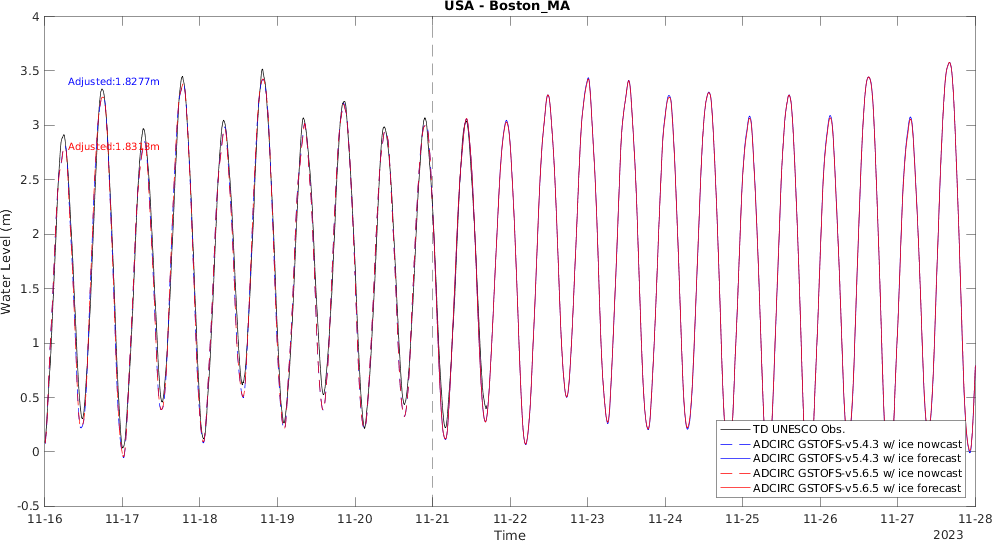 USA - Boston_MA
4
3.5
3
2.5
2
1.5
1
0.5
0
-0.5
Water Level (m)
Adjusted:1.8277m
Adjusted:1.8313m
TD UNESCO Obs.
ADCIRC GSTOFS-v5.4.3 w/ ice nowcast
ADCIRC GSTOFS-v5.4.3 w/ ice forecast
ADCIRC GSTOFS-v5.6.5 w/ ice nowcast
ADCIRC GSTOFS-v5.6.5 w/ ice forecast
11-16 11-17 11-18 11-19 11-20 11-21 11-22 11-23 11-24 11-25 11-26 11-27 11-28
Time
2023